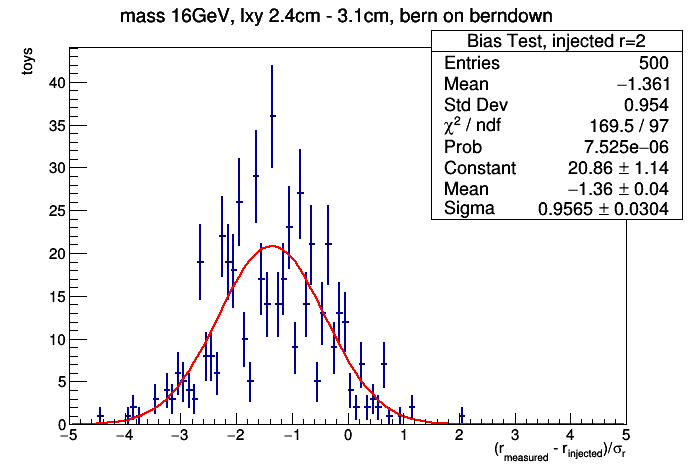 mass 16GeV, lxy 2.4cm - 3.1cm, bern on berndown
Bias Test, injected r=2
Entries 500
Mean −1.361
Std Dev 0.954
χ² / ndf 169.5 / 97
Prob 7.525e−06
Constant 20.86 ± 1.14
Mean −1.36 ± 0.04
Sigma 0.9565 ± 0.0304
toys
40
35
30
25
20
15
10
5
0
−5 −4 −3 −2 −1 0 1 2 3 4 5
(r_measured - r_injected)/σ_r